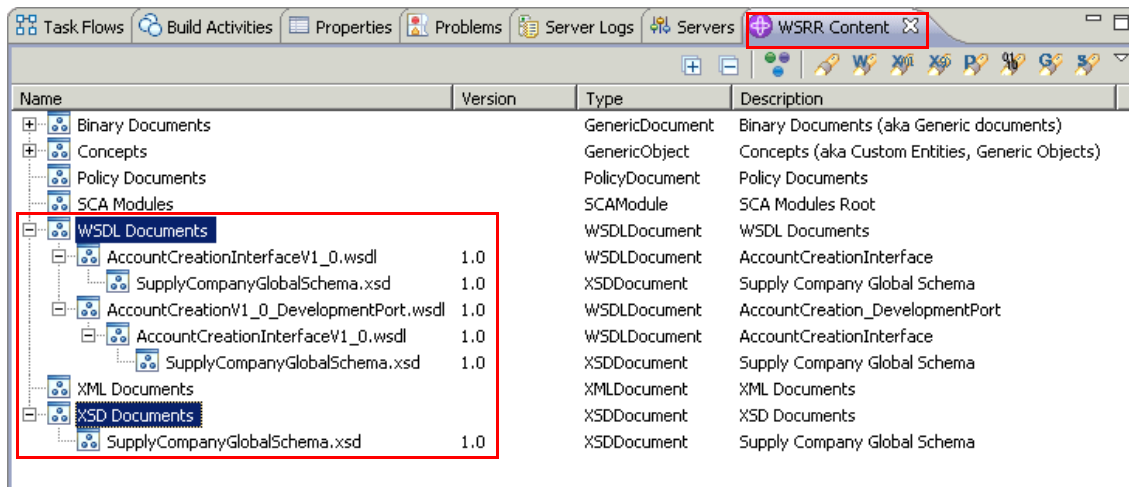 Task Flows Build Activities Properties Problems Server Logs Servers WSRR Content
Name Version Type Description
Binary Documents GenericDocument Binary Documents (aka Generic documents)
Concepts GenericObject Concepts (aka Custom Entities, Generic Objects)
Policy Documents PolicyDocument Policy Documents
SCA Modules SCAModule SCA Modules Root
WSDL Documents WSDLDocument WSDL Documents
AccountCreationInterfaceV1_0.wsdl 1.0 WSDLDocument AccountCreationInterface
SupplyCompanyGlobalSchema.xsd 1.0 XSDDocument Supply Company Global Schema
AccountCreationV1_0_DevelopmentPort.wsdl 1.0 WSDLDocument AccountCreation_DevelopmentPort
AccountCreationInterfaceV1_0.wsdl 1.0 WSDLDocument AccountCreationInterface
SupplyCompanyGlobalSchema.xsd 1.0 XSDDocument Supply Company Global Schema
XML Documents XMLDocument XML Documents
XSD Documents XSDDocument XSD Documents
SupplyCompanyGlobalSchema.xsd 1.0 XSDDocument Supply Company Global Schema